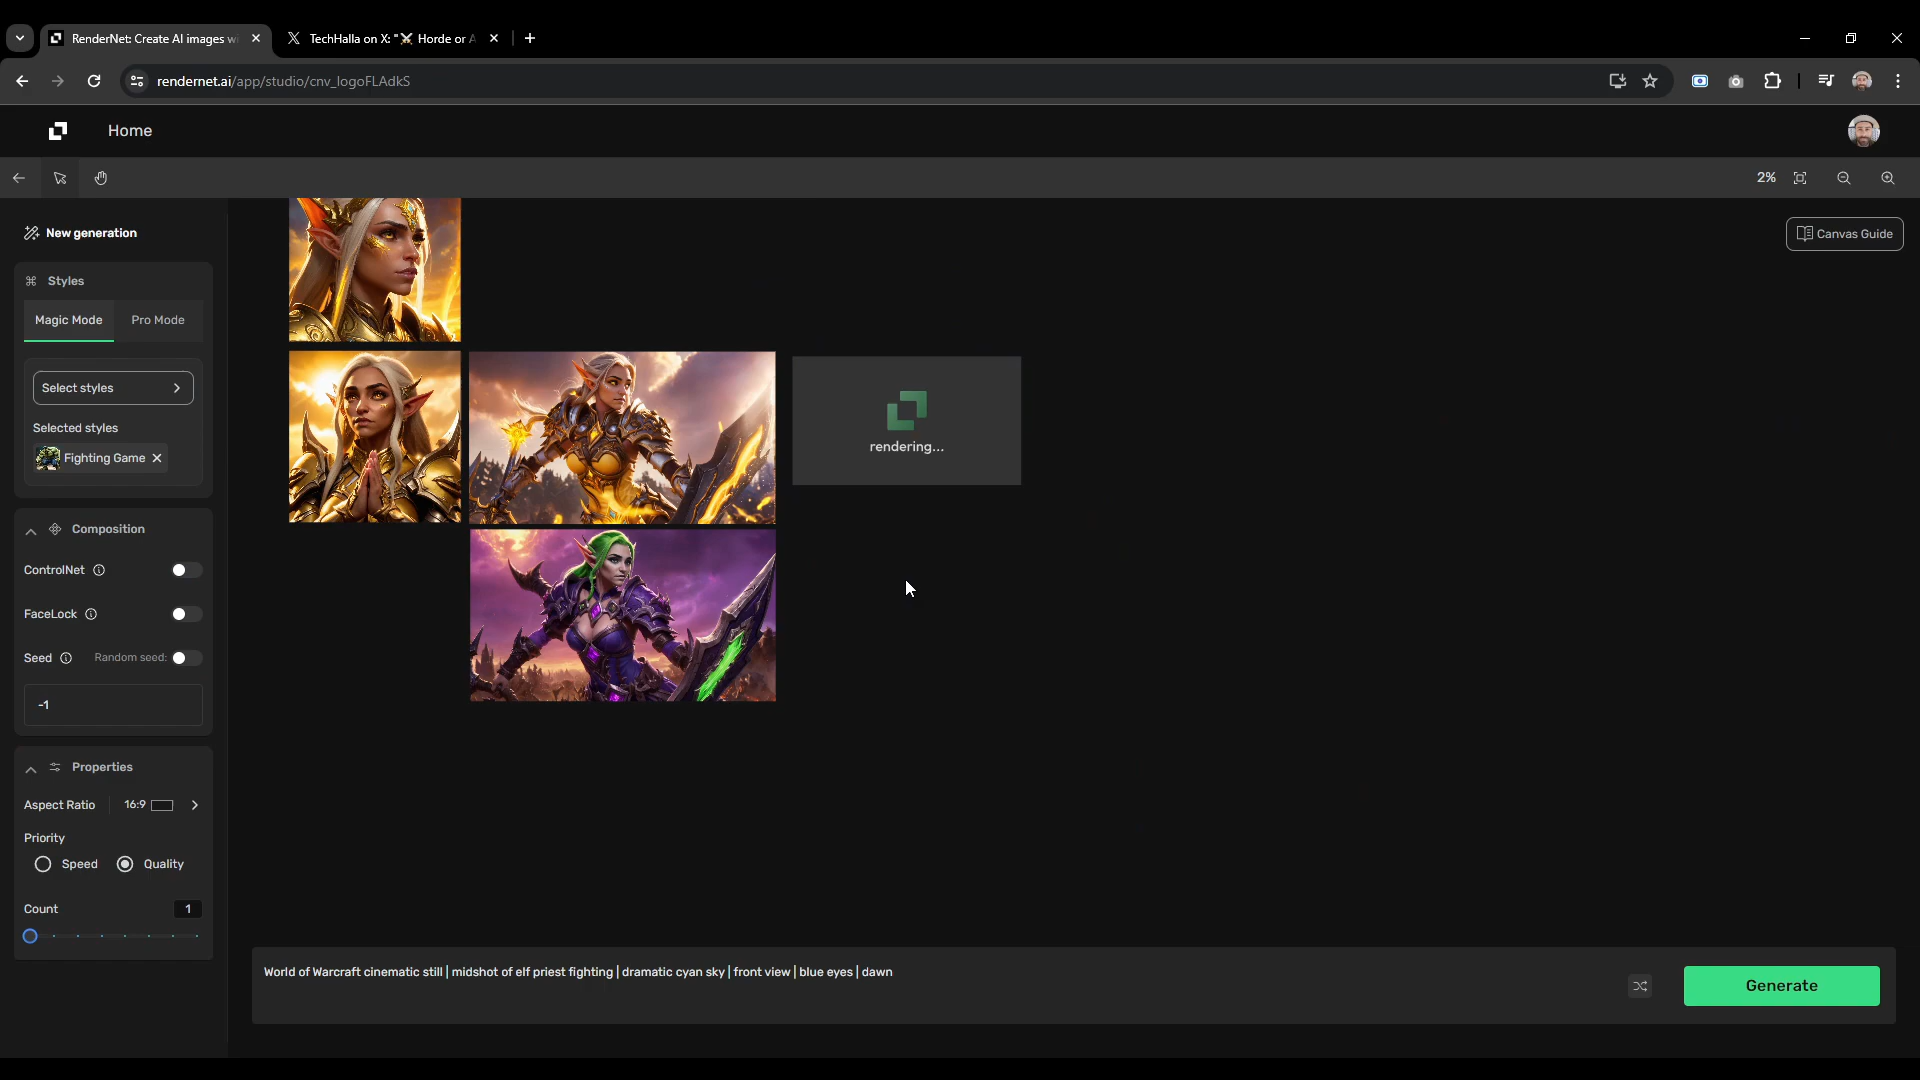 RenderNet: Create AI images wi
TechHalla on X: "⚔ Horde or A
rendernet.ai/app/studio/cnv_logoFLAdkS
Home
2%
New generation
Canvas Guide
Styles
Magic Mode
Pro Mode
Select styles
Selected styles
Fighting Game
rendering...
Composition
ControlNet
FaceLock
Seed
Random seed:
-1
Properties
Aspect Ratio
16:9
Priority
Speed
Quality
Count
1
World of Warcraft cinematic still | midshot of elf priest fighting | dramatic cyan sky | front view | blue eyes | dawn
Generate